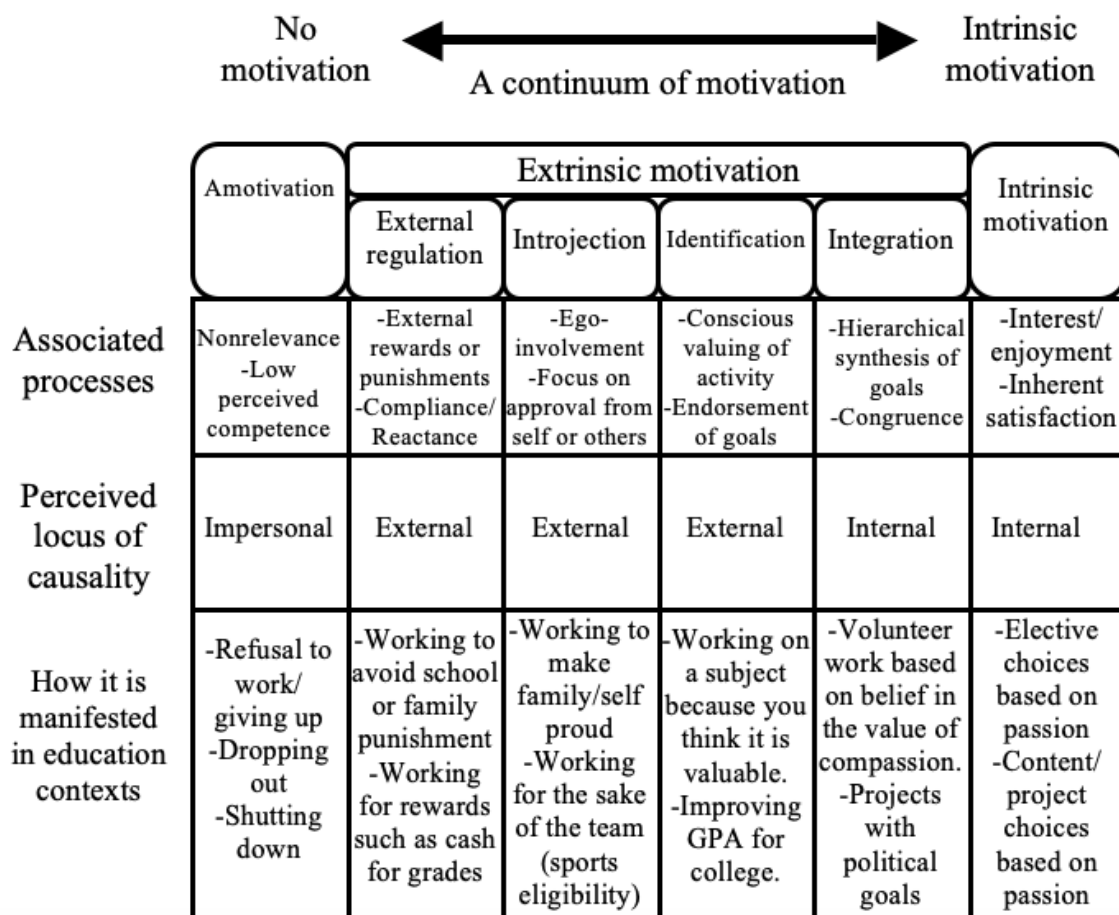 No
motivation
A continuum of motivation
Intrinsic
motivation
Amotivation
Extrinsic motivation
External
regulation
Introjection
Identification
Integration
Intrinsic
motivation
Associated
processes
Nonrelevance
-Low
perceived
competence
-External
rewards or
punishments
-Compliance/
Reactance
-Ego-
involvement
-Focus on
approval from
self or others
-Conscious
valuing of
activity
-Endorsement
of goals
-Hierarchical
synthesis of
goals
-Congruence
-Interest/
enjoyment
-Inherent
satisfaction
Perceived
locus of
causality
Impersonal
External
External
External
Internal
Internal
How it is
manifested
in education
contexts
-Refusal to
work/
giving up
-Dropping
out
-Shutting
down
-Working to
avoid school
or family
punishment
-Working
for rewards
such as cash
for grades
-Working to
make
family/self
proud
-Working
for the sake
of the team
(sports
eligibility)
-Working on
a subject
because you
think it is
valuable.
-Improving
GPA for
college.
-Volunteer
work based
on belief in
the value of
compassion.
-Projects
with
political
goals
-Elective
choices
based on
passion
-Content/
project
choices
based on
passion